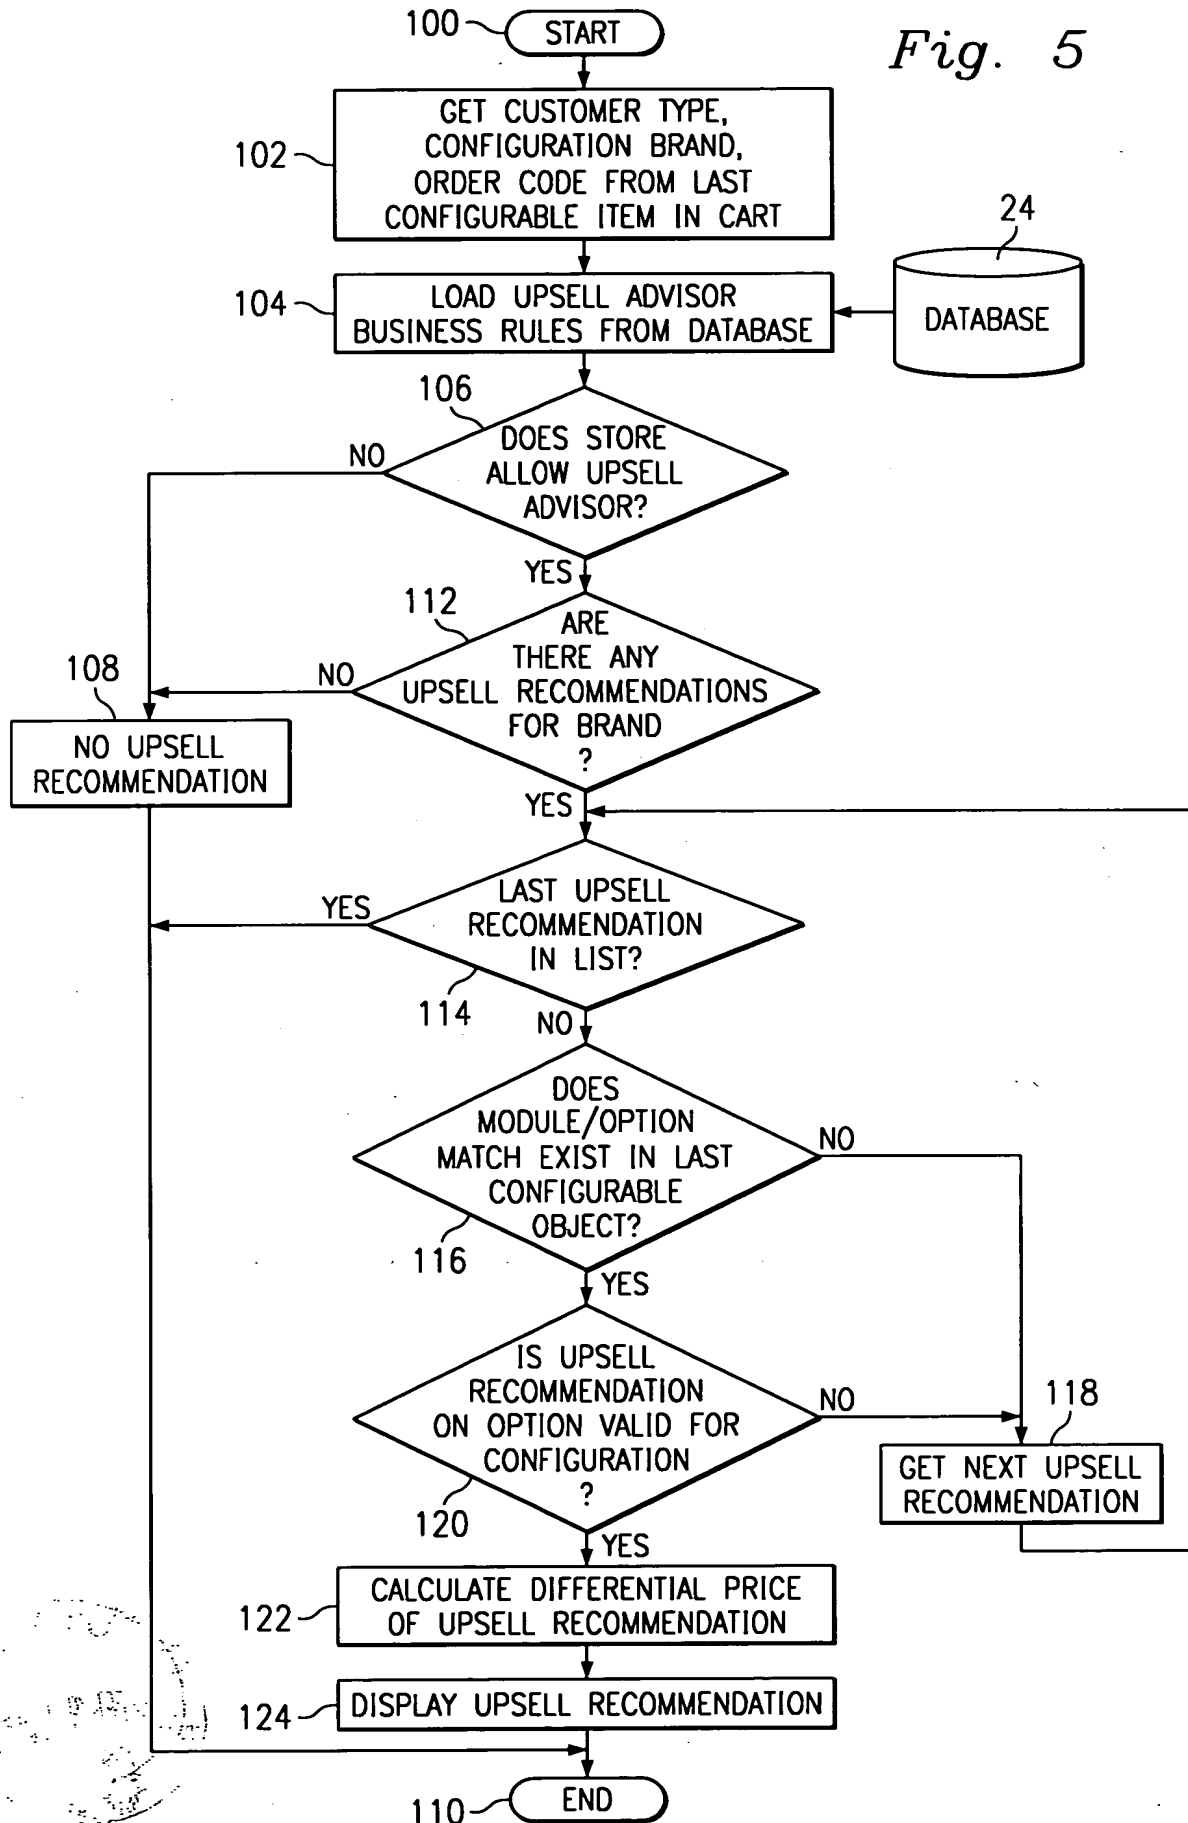 Fig. 5
100
START
102
GET CUSTOMER TYPE,
CONFIGURATION BRAND,
ORDER CODE FROM LAST
CONFIGURABLE ITEM IN CART
24
DATABASE
104
LOAD UPSELL ADVISOR
BUSINESS RULES FROM DATABASE
106
DOES STORE
ALLOW UPSELL
ADVISOR?
NO
YES
112
ARE
THERE ANY
UPSELL RECOMMENDATIONS
FOR BRAND
?
NO
108
NO UPSELL
RECOMMENDATION
YES
LAST UPSELL
RECOMMENDATION
IN LIST?
YES
114
NO
DOES
MODULE/OPTION
MATCH EXIST IN LAST
CONFIGURABLE
OBJECT?
NO
116
YES
IS UPSELL
RECOMMENDATION
ON OPTION VALID FOR
CONFIGURATION
?
NO
118
GET NEXT UPSELL
RECOMMENDATION
120
YES
122
CALCULATE DIFFERENTIAL PRICE
OF UPSELL RECOMMENDATION
124
DISPLAY UPSELL RECOMMENDATION
110
END